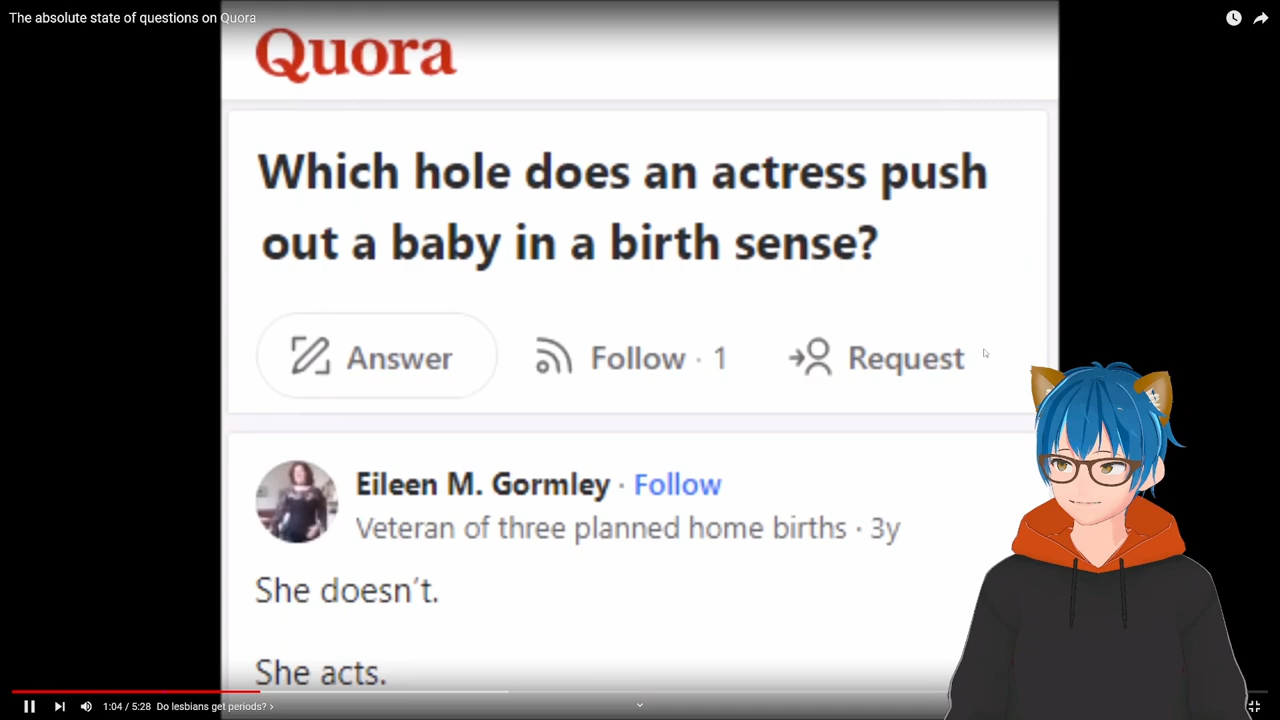 The absolute state of questions on Quora
Quora
Which hole does an actress push
out a baby in a birth sense?
Answer
Follow · 1
Request
Eileen M. Gormley · Follow
Veteran of three planned home births · 3y
She doesn't.
She acts.
1:04 / 5:28 Do lesbians get periods? ›